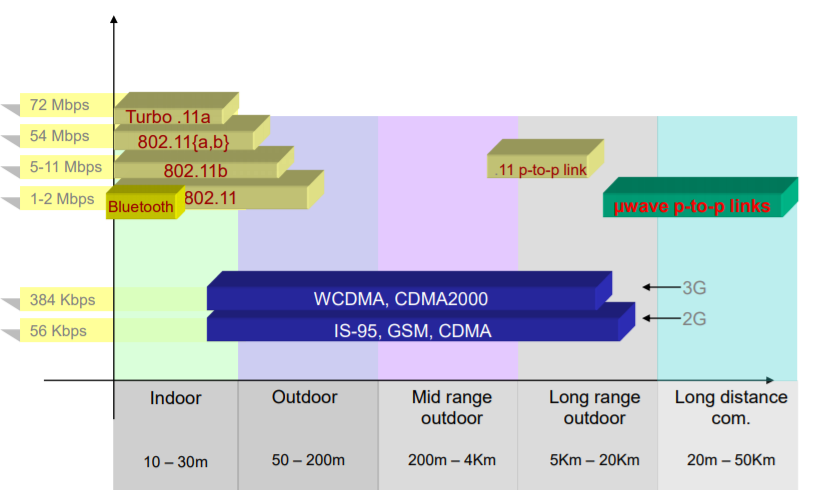 72 Mbps
Turbo .11a
54 Mbps
802.11{a,b}
5-11 Mbps
802.11b
.11 p-to-p link
1-2 Mbps
Bluetooth
802.11
µwave p-to-p links
384 Kbps
WCDMA, CDMA2000
3G
56 Kbps
IS-95, GSM, CDMA
2G
Indoor
Outdoor
Mid range
outdoor
Long range
outdoor
Long distance
com.
10 – 30m
50 – 200m
200m – 4Km
5Km – 20Km
20m – 50Km